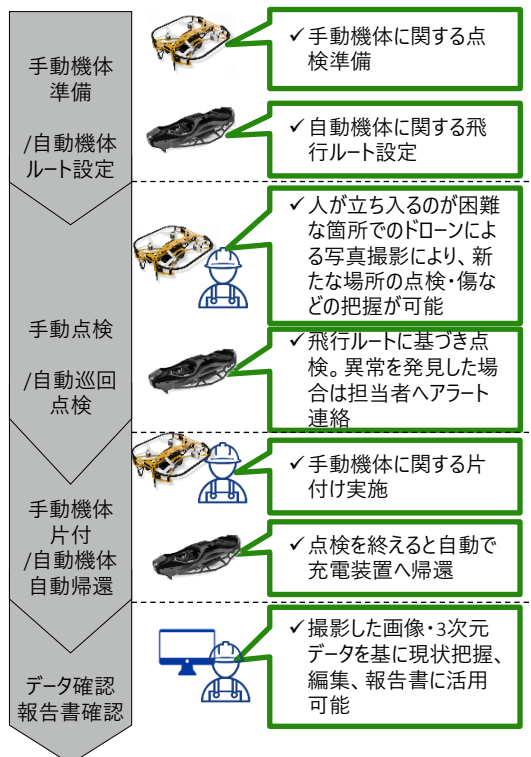 手動機体
準備
/自動機体
ルート設定
✓手動機体に関する点
検準備
✓自動機体に関する飛
行ルート設定
手動点検
/自動巡回
点検
✓人が立ち入るのが困難
な箇所でのドローンによ
る写真撮影により、新
たな場所の点検・傷な
どの把握が可能
✓飛行ルートに基づき点
検。異常を発見した場
合は担当者へアラート
連絡
手動機体
片付
/自動機体
自動帰還
✓手動機体に関する片
付け実施
✓点検を終えると自動で
充電装置へ帰還
データ確認
報告書確認
✓撮影した画像・3次元
データを基に現状把握、
編集、報告書に活用
可能